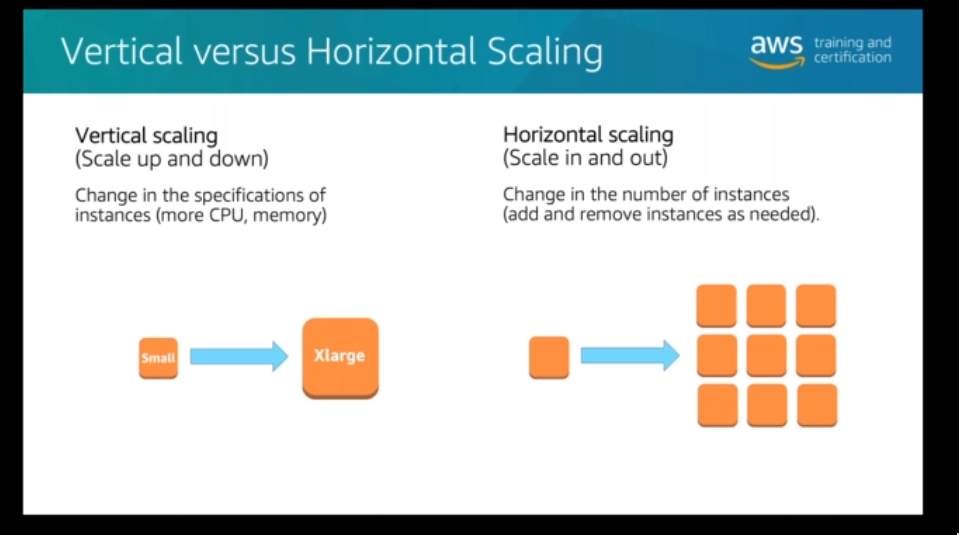 Vertical versus Horizontal Scaling
aws training and
certification
Vertical scaling
(Scale up and down)
Change in the specifications of
instances (more CPU, memory)
Horizontal scaling
(Scale in and out)
Change in the number of instances
(add and remove instances as needed).
Small
Xlarge